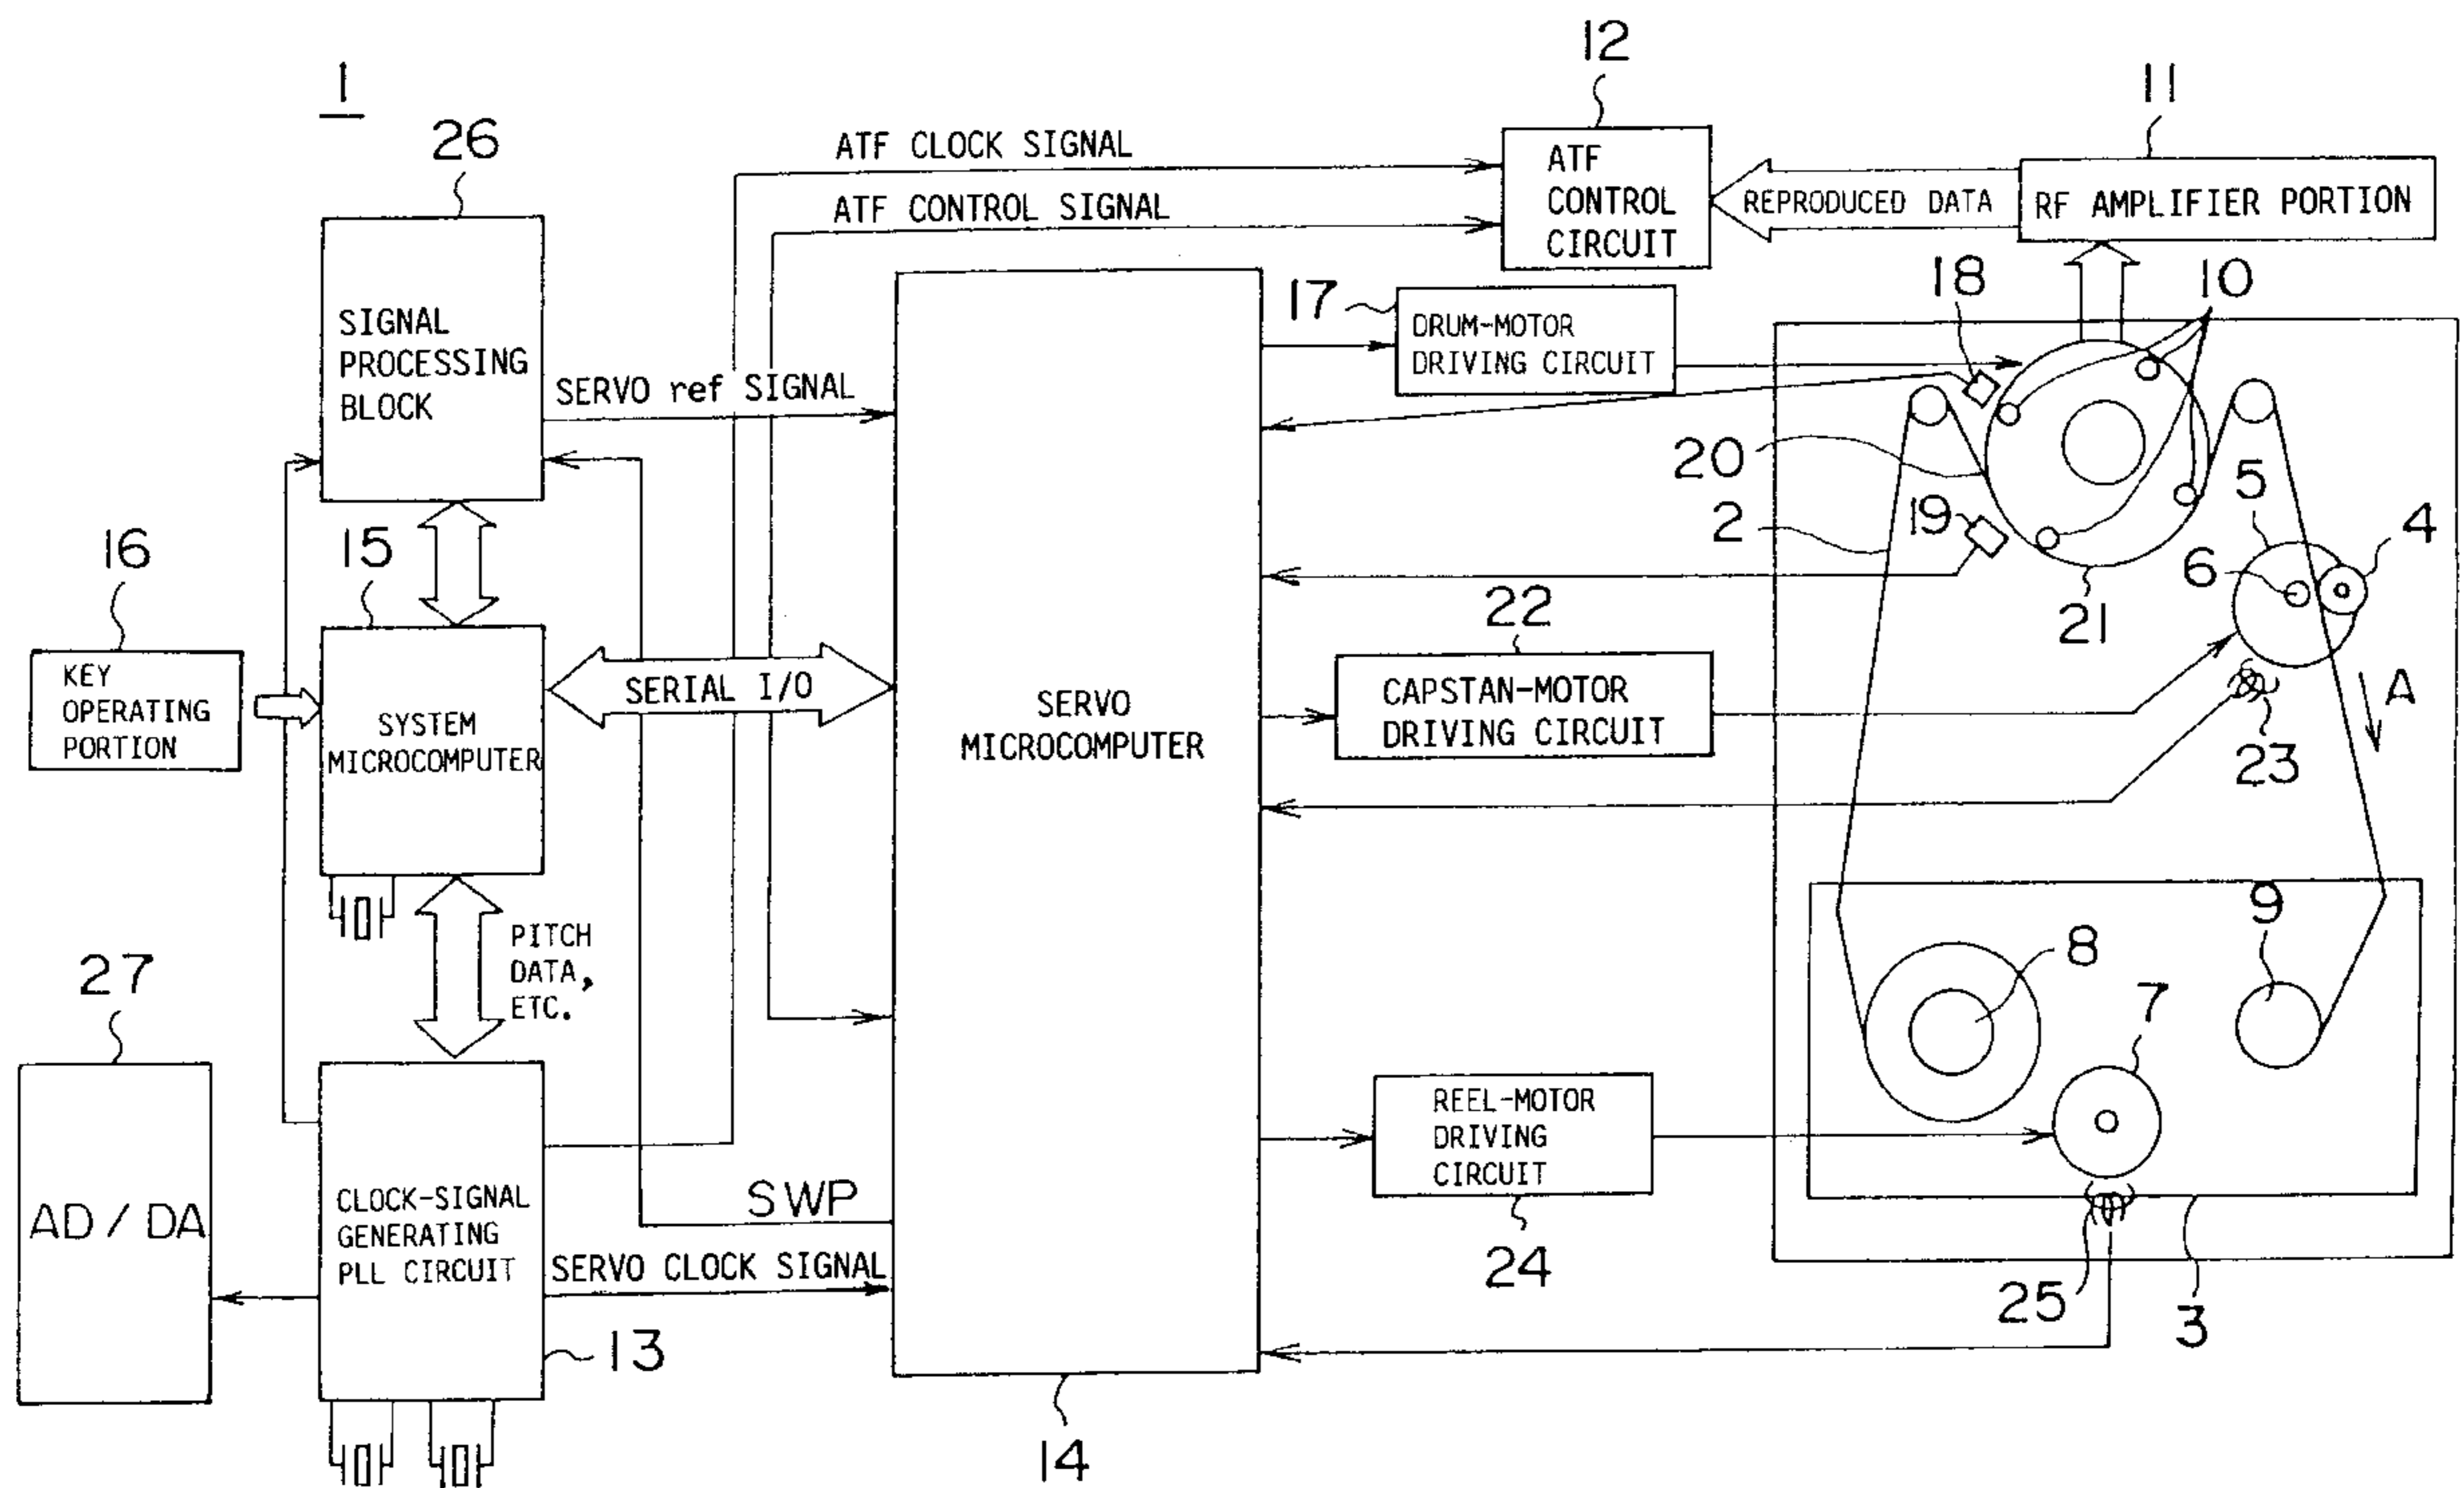 1
26
SIGNAL
PROCESSING
BLOCK
SERVO ref SIGNAL
ATF CLOCK SIGNAL
ATF CONTROL SIGNAL
12
ATF
CONTROL
CIRCUIT
REPRODUCED DATA
11
RF AMPLIFIER PORTION
17
DRUM-MOTOR
DRIVING CIRCUIT
18
10
20
2
19
21
5
4
6
A
23
16
KEY
OPERATING
PORTION
15
SYSTEM
MICROCOMPUTER
SERIAL I/O
SERVO
MICROCOMPUTER
22
CAPSTAN-MOTOR
DRIVING CIRCUIT
PITCH
DATA,
ETC.
8
9
7
27
AD / DA
CLOCK-SIGNAL
GENERATING
PLL CIRCUIT
13
SWP
SERVO CLOCK SIGNAL
14
REEL-MOTOR
DRIVING
CIRCUIT
24
25
3